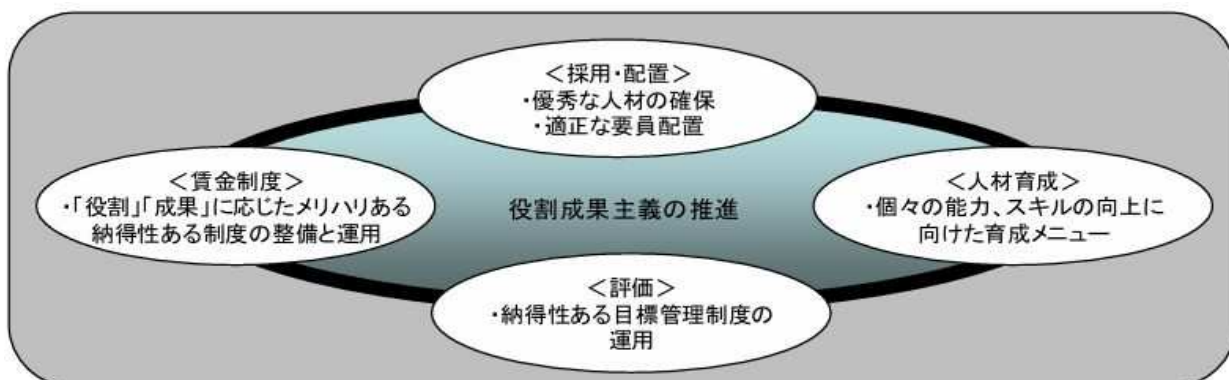 ＜採用・配置＞
・優秀な人材の確保
・適正な要員配置
＜賃金制度＞
・「役割」「成果」に応じたメリハリある
納得性ある制度の整備と運用
役割成果主義の推進
＜人材育成＞
・個々の能力、スキルの向上に
向けた育成メニュー
＜評価＞
・納得性ある目標管理制度の
運用